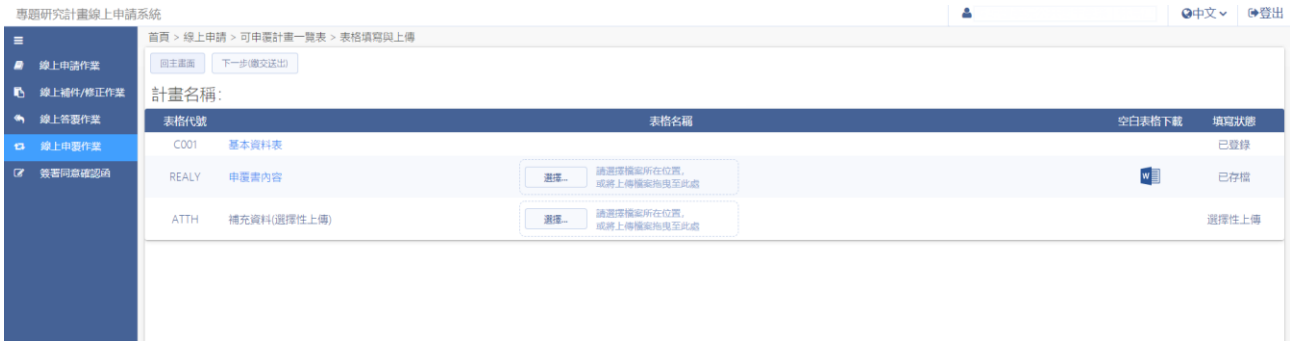 專題研究計畫線上申請系統
中文
登出
首頁 > 線上申請 > 可申覆計畫一覽表 > 表格填寫與上傳
線上申請作業
線上補件/修正作業
線上答覆作業
線上申覆作業
簽署同意確認函
回主畫面
下一步(繳交送出)
計畫名稱:
表格代號 表格名稱 空白表格下載 填寫狀態
C001 基本資料表 已登錄
REALY 申覆書內容 選擇... 請選擇檔案所在位置,
或將上傳檔案拖曳至此處 已存檔
ATTH 補充資料(選擇性上傳) 選擇... 請選擇檔案所在位置,
或將上傳檔案拖曳至此處 選擇性上傳